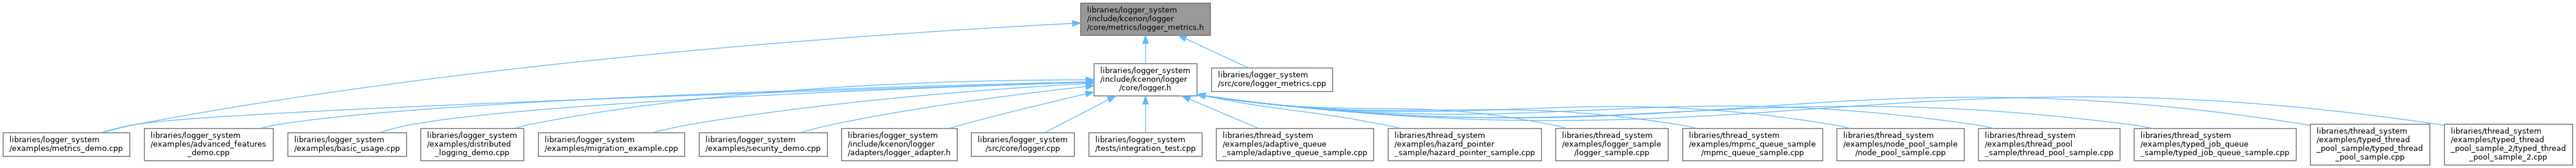 libraries/logger_system
/include/kcenon/logger
/core/metrics/logger_metrics.h
libraries/logger_system
/include/kcenon/logger
/core/logger.h
libraries/logger_system
/src/core/logger_metrics.cpp
libraries/logger_system
/examples/metrics_demo.cpp
libraries/logger_system
/examples/advanced_features
_demo.cpp
libraries/logger_system
/examples/basic_usage.cpp
libraries/logger_system
/examples/distributed
_logging_demo.cpp
libraries/logger_system
/examples/migration_example.cpp
libraries/logger_system
/examples/security_demo.cpp
libraries/logger_system
/include/kcenon/logger
/adapters/logger_adapter.h
libraries/logger_system
/src/core/logger.cpp
libraries/logger_system
/tests/integration_test.cpp
libraries/thread_system
/examples/adaptive_queue
_sample/adaptive_queue_sample.cpp
libraries/thread_system
/examples/hazard_pointer
_sample/hazard_pointer_sample.cpp
libraries/thread_system
/examples/logger_sample
/logger_sample.cpp
libraries/thread_system
/examples/mpmc_queue_sample
/mpmc_queue_sample.cpp
libraries/thread_system
/examples/node_pool_sample
/node_pool_sample.cpp
libraries/thread_system
/examples/thread_pool
_sample/thread_pool_sample.cpp
libraries/thread_system
/examples/typed_job_queue
_sample/typed_job_queue_sample.cpp
libraries/thread_system
/examples/typed_thread
_pool_sample/typed_thread
_pool_sample.cpp
libraries/thread_system
/examples/typed_thread
_pool_sample_2/typed_thread
_pool_sample_2.cpp